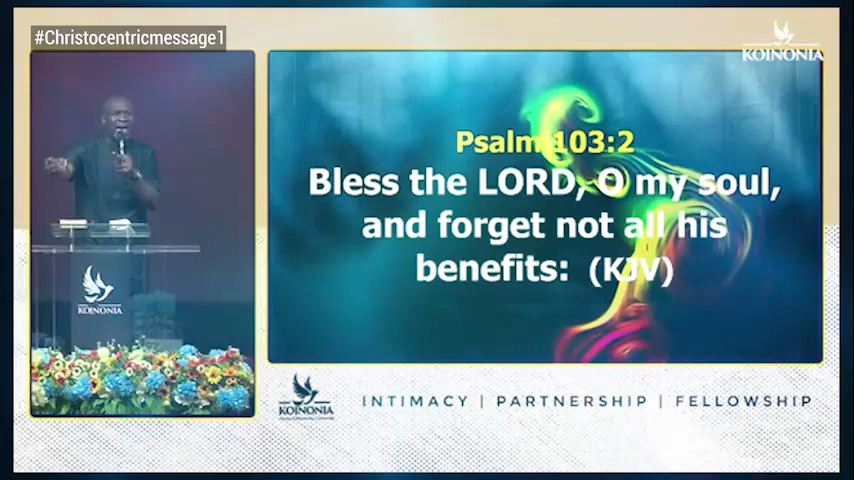 #Christocentricmessage1
KOINONIA
Psalm 103:2
Bless the LORD, O my soul,
and forget not all his
benefits: (KJV)
KOINONIA
KOINONIA
INTIMACY | PARTNERSHIP | FELLOWSHIP